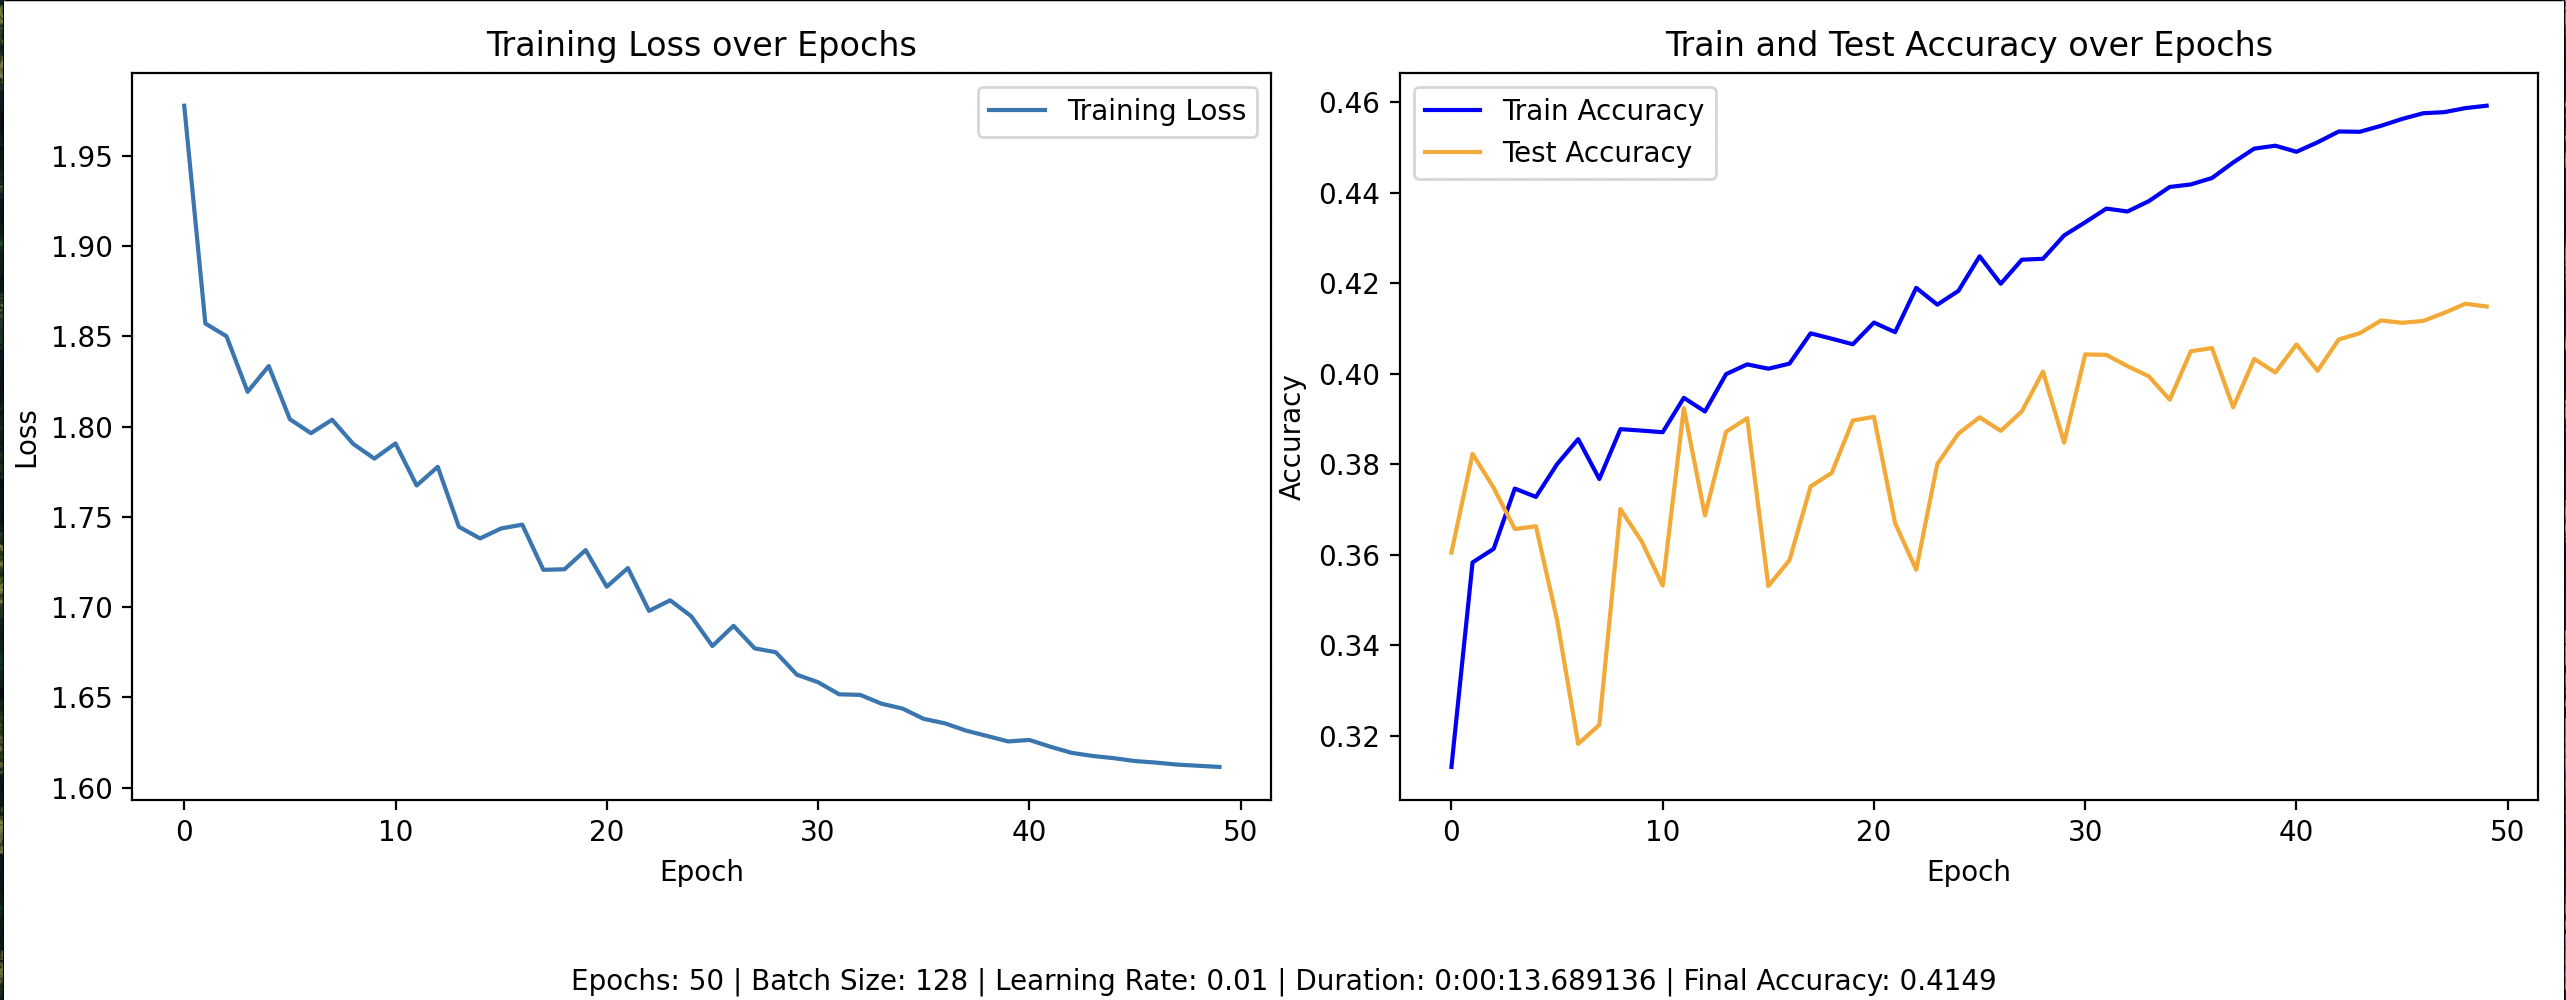 Training Loss over Epochs
Training Loss
1.95
1.90
1.85
1.80
1.75
1.70
1.65
1.60
Loss
0 10 20 30 40 50
Epoch
Train and Test Accuracy over Epochs
Train Accuracy
Test Accuracy
0.46
0.44
0.42
0.40
0.38
0.36
0.34
0.32
Accuracy
0 10 20 30 40 50
Epoch
Epochs: 50 | Batch Size: 128 | Learning Rate: 0.01 | Duration: 0:00:13.689136 | Final Accuracy: 0.4149